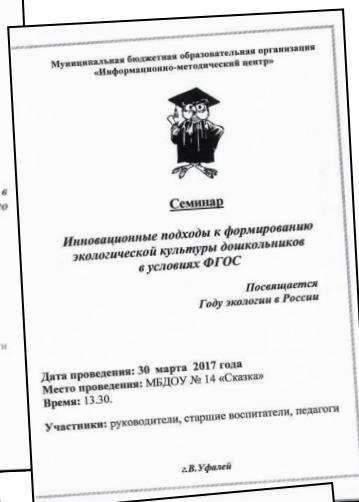 Муниципальная бюджетная образовательная организация
«Информационно-методический центр»
Семинар
Инновационные подходы к формированию
экологической культуры дошкольников
в условиях ФГОС
Посвящается
Году экологии в России
Дата проведения: 30 марта 2017 года
Место проведения: МБДОУ № 14 «Сказка»
Время: 13.30.
Участники: руководители, старшие воспитатели, педагоги
г.В.Уфалей